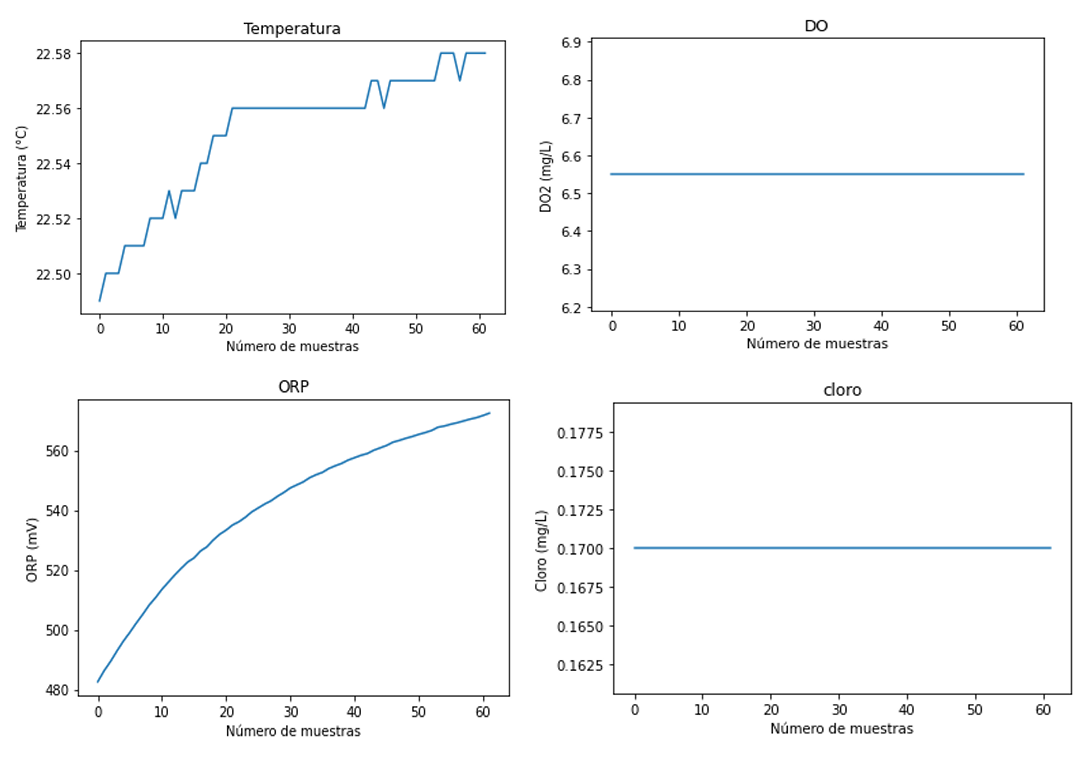 Temperatura
Temperatura (°C)
22.58
22.56
22.54
22.52
22.50
0 10 20 30 40 50 60
Número de muestras
DO
DO2 (mg/L)
6.9
6.8
6.7
6.6
6.5
6.4
6.3
6.2
0 10 20 30 40 50 60
Número de muestras
ORP
ORP (mV)
560
540
520
500
480
0 10 20 30 40 50 60
Número de muestras
cloro
Cloro (mg/L)
0.1775
0.1750
0.1725
0.1700
0.1675
0.1650
0.1625
0 10 20 30 40 50 60
Número de muestras